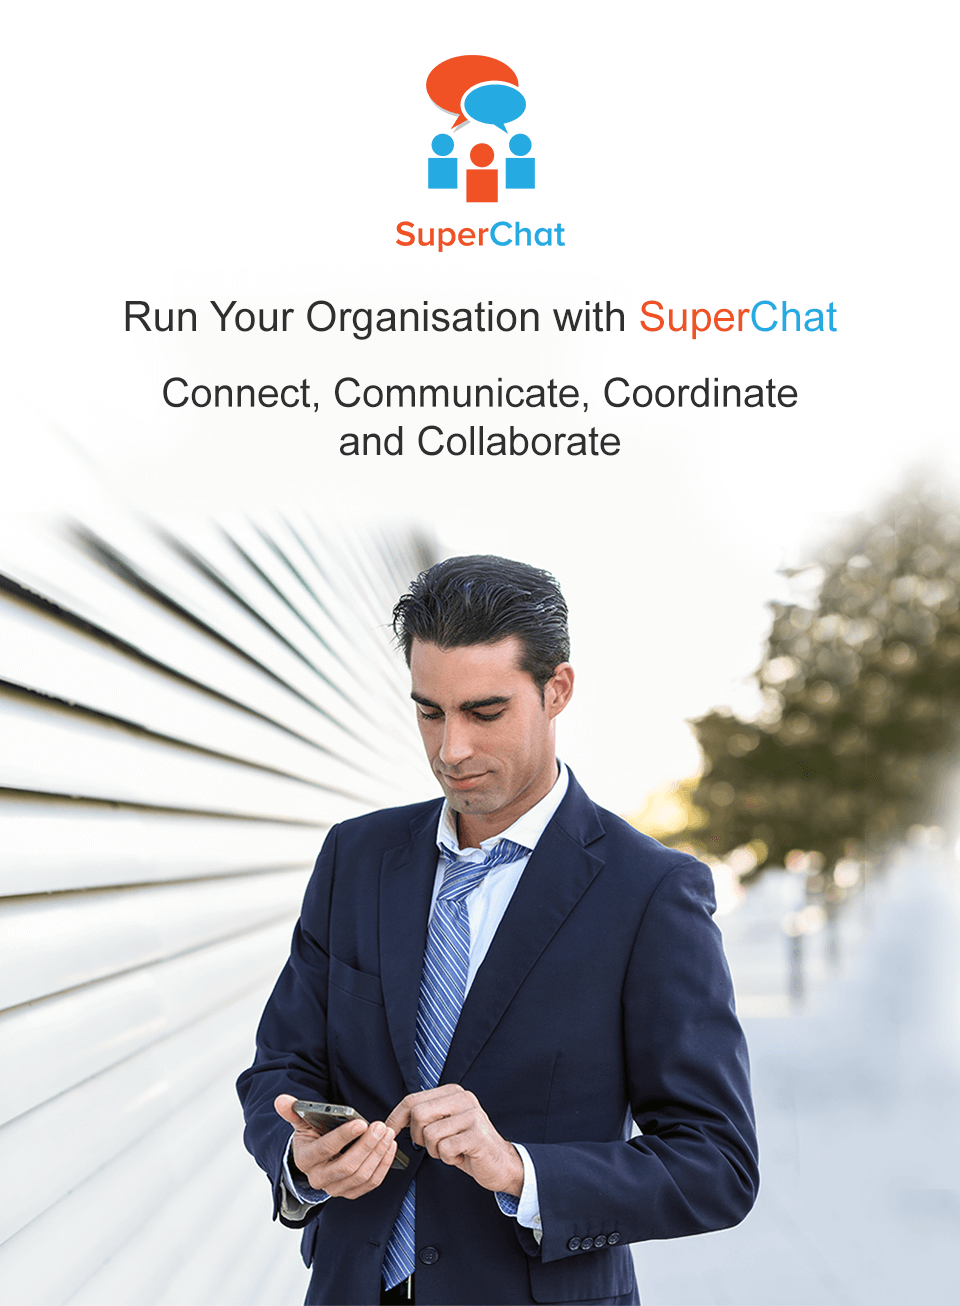 SuperChat
Run Your Organisation with SuperChat
Connect, Communicate, Coordinate
and Collaborate